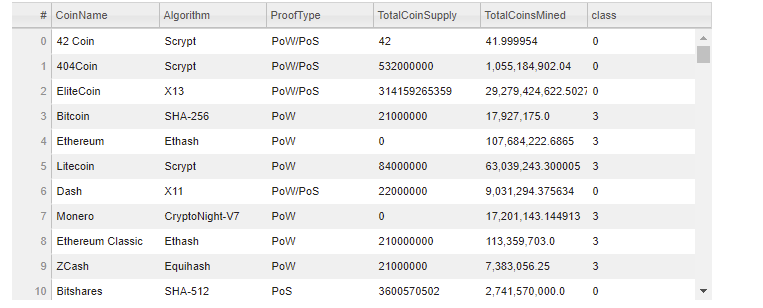 # CoinName Algorithm ProofType TotalCoinSupply TotalCoinsMined class
0 42 Coin Scrypt PoW/PoS 42 41.999954 0
1 404Coin Scrypt PoW/PoS 532000000 1,055,184,902.04 0
2 EliteCoin X13 PoW/PoS 314159265359 29,279,424,622.5027 0
3 Bitcoin SHA-256 PoW 21000000 17,927,175.0 3
4 Ethereum Ethash PoW 0 107,684,222.6865 3
5 Litecoin Scrypt PoW 84000000 63,039,243.300005 3
6 Dash X11 PoW/PoS 22000000 9,031,294.375634 0
7 Monero CryptoNight-V7 PoW 0 17,201,143.144913 3
8 Ethereum Classic Ethash PoW 210000000 113,359,703.0 3
9 ZCash Equihash PoW 21000000 7,383,056.25 3
10 Bitshares SHA-512 PoS 3600570502 2,741,570,000.0 0